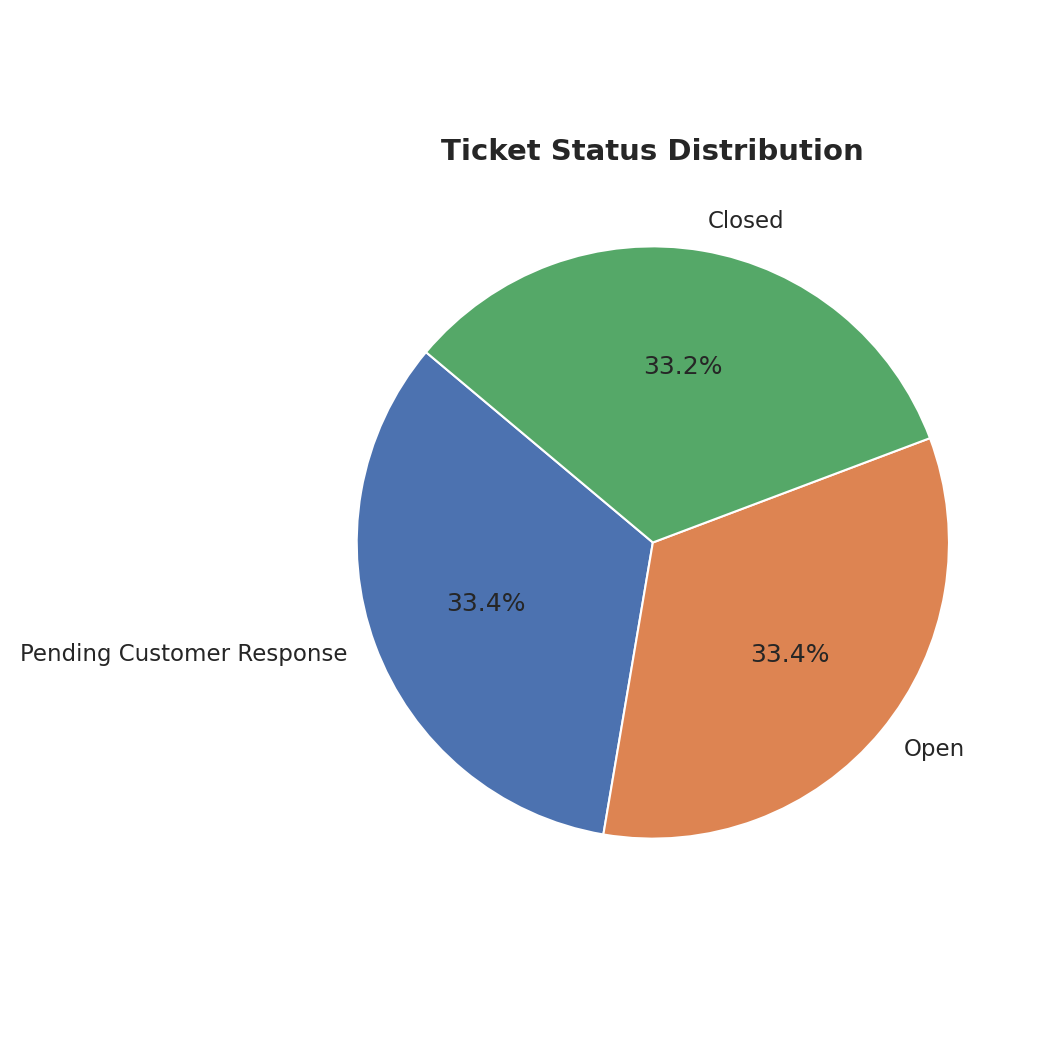 Ticket Status Distribution
Closed
33.2%
33.4%
Pending Customer Response
33.4%
Open